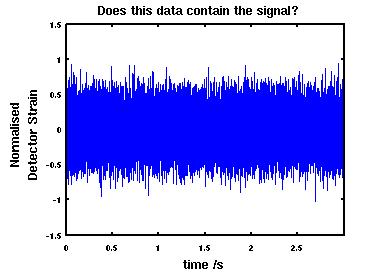 Does this data contain the signal?
1.5
1
0.5
0
-0.5
-1
-1.5
Normalised
Detector Strain
0 0.5 1 1.5 2 2.5
time /s